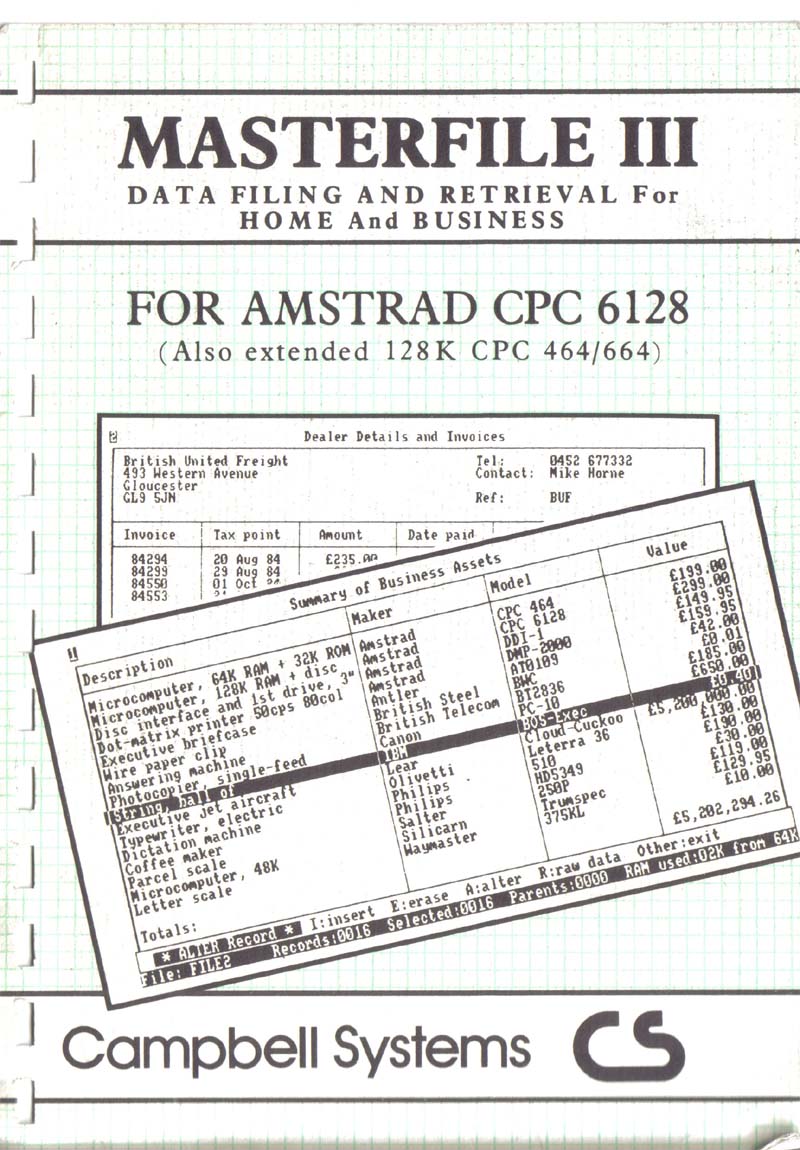 MASTERFILE III
DATA FILING AND RETRIEVAL For
HOME And BUSINESS
FOR AMSTRAD CPC 6128
(Also extended 128K CPC 464/664)
Dealer Details and Invoices
British United Freight Tel: 0452 677332
493 Western Avenue Contact: Mike Horne
Gloucester
GL9 5JN Ref: BUF
Invoice Tax point Amount Date paid
84294 20 Aug 84 £235.00
84299 29 Aug 84
84550 01 Oct
84553
Summary of Business Assets
Description Maker Model Value
Microcomputer, 64K RAM + 32K ROM Amstrad CPC 464 £199.00
Microcomputer, 128K RAM + disc Amstrad CPC 6128 £299.00
Disc interface and 1st drive, 3" Amstrad DDI-1 £149.95
Dot-matrix printer 50cps 80col Amstrad DMP-2000 £159.95
Executive briefcase Antler AT0109 £42.00
Wire paper clip British Steel BWC £0.01
Answering machine British Telecom BT2836 £185.00
Photocopier, single-feed Canon PC-10 £650.00
String, ball of IBM BOS-Exec £0.40
Executive jet aircraft Lear Cloud-Cuckoo £5,200,000.00
Typewriter, electric Olivetti Leterra 36 £130.00
Dictation machine Philips 510 £190.00
Coffee maker Philips HD5349 £30.00
Parcel scale Salter 250P £119.00
Microcomputer, 48K Silicarn Trumspec £129.95
Letter scale Waymaster 375KL £10.00
Totals: £5,202,294.26
* ALTER Record * I:insert E:erase A:alter R:raw data Other:exit
File: FILE2 Records:0016 Selected:0016 Parents:0000 RAM used:02K from 64K
Campbell Systems CS